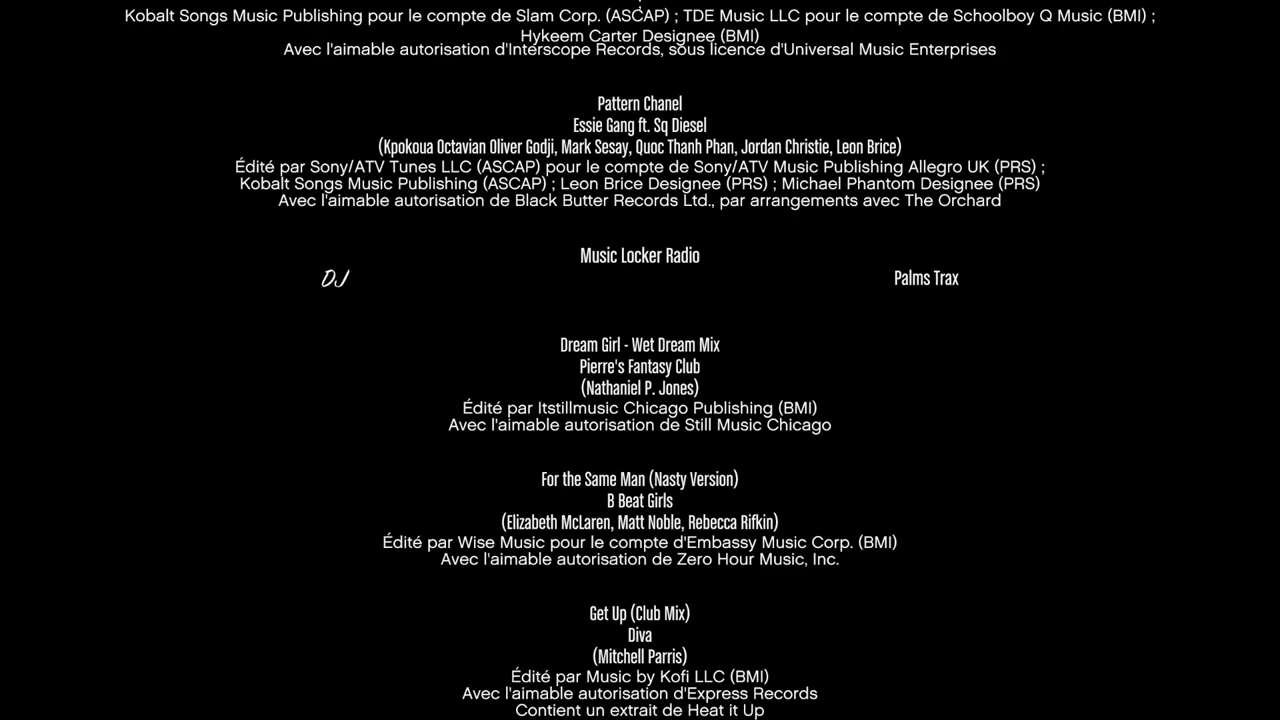 Kobalt Songs Music Publishing pour le compte de Slam Corp. (ASCAP) ; TDE Music LLC pour le compte de Schoolboy Q Music (BMI) ;
Hykeem Carter Designee (BMI)
Avec l'aimable autorisation d'Interscope Records, sous licence d'Universal Music Enterprises
Pattern Chanel
Essie Gang ft. Sq Diesel
(Kpokoua Octavian Oliver Godji, Mark Sesay, Quoc Thanh Phan, Jordan Christie, Leon Brice)
Édité par Sony/ATV Tunes LLC (ASCAP) pour le compte de Sony/ATV Music Publishing Allegro UK (PRS) ;
Kobalt Songs Music Publishing (ASCAP) ; Leon Brice Designee (PRS) ; Michael Phantom Designee (PRS)
Avec l'aimable autorisation de Black Butter Records Ltd., par arrangements avec The Orchard
Music Locker Radio
DJ Palms Trax
Dream Girl - Wet Dream Mix
Pierre's Fantasy Club
(Nathaniel P. Jones)
Édité par Itstillmusic Chicago Publishing (BMI)
Avec l'aimable autorisation de Still Music Chicago
For the Same Man (Nasty Version)
B Beat Girls
(Elizabeth McLaren, Matt Noble, Rebecca Rifkin)
Édité par Wise Music pour le compte d'Embassy Music Corp. (BMI)
Avec l'aimable autorisation de Zero Hour Music, Inc.
Get Up (Club Mix)
Diva
(Mitchell Parris)
Édité par Music by Kofi LLC (BMI)
Avec l'aimable autorisation d'Express Records
Contient un extrait de Heat it Up